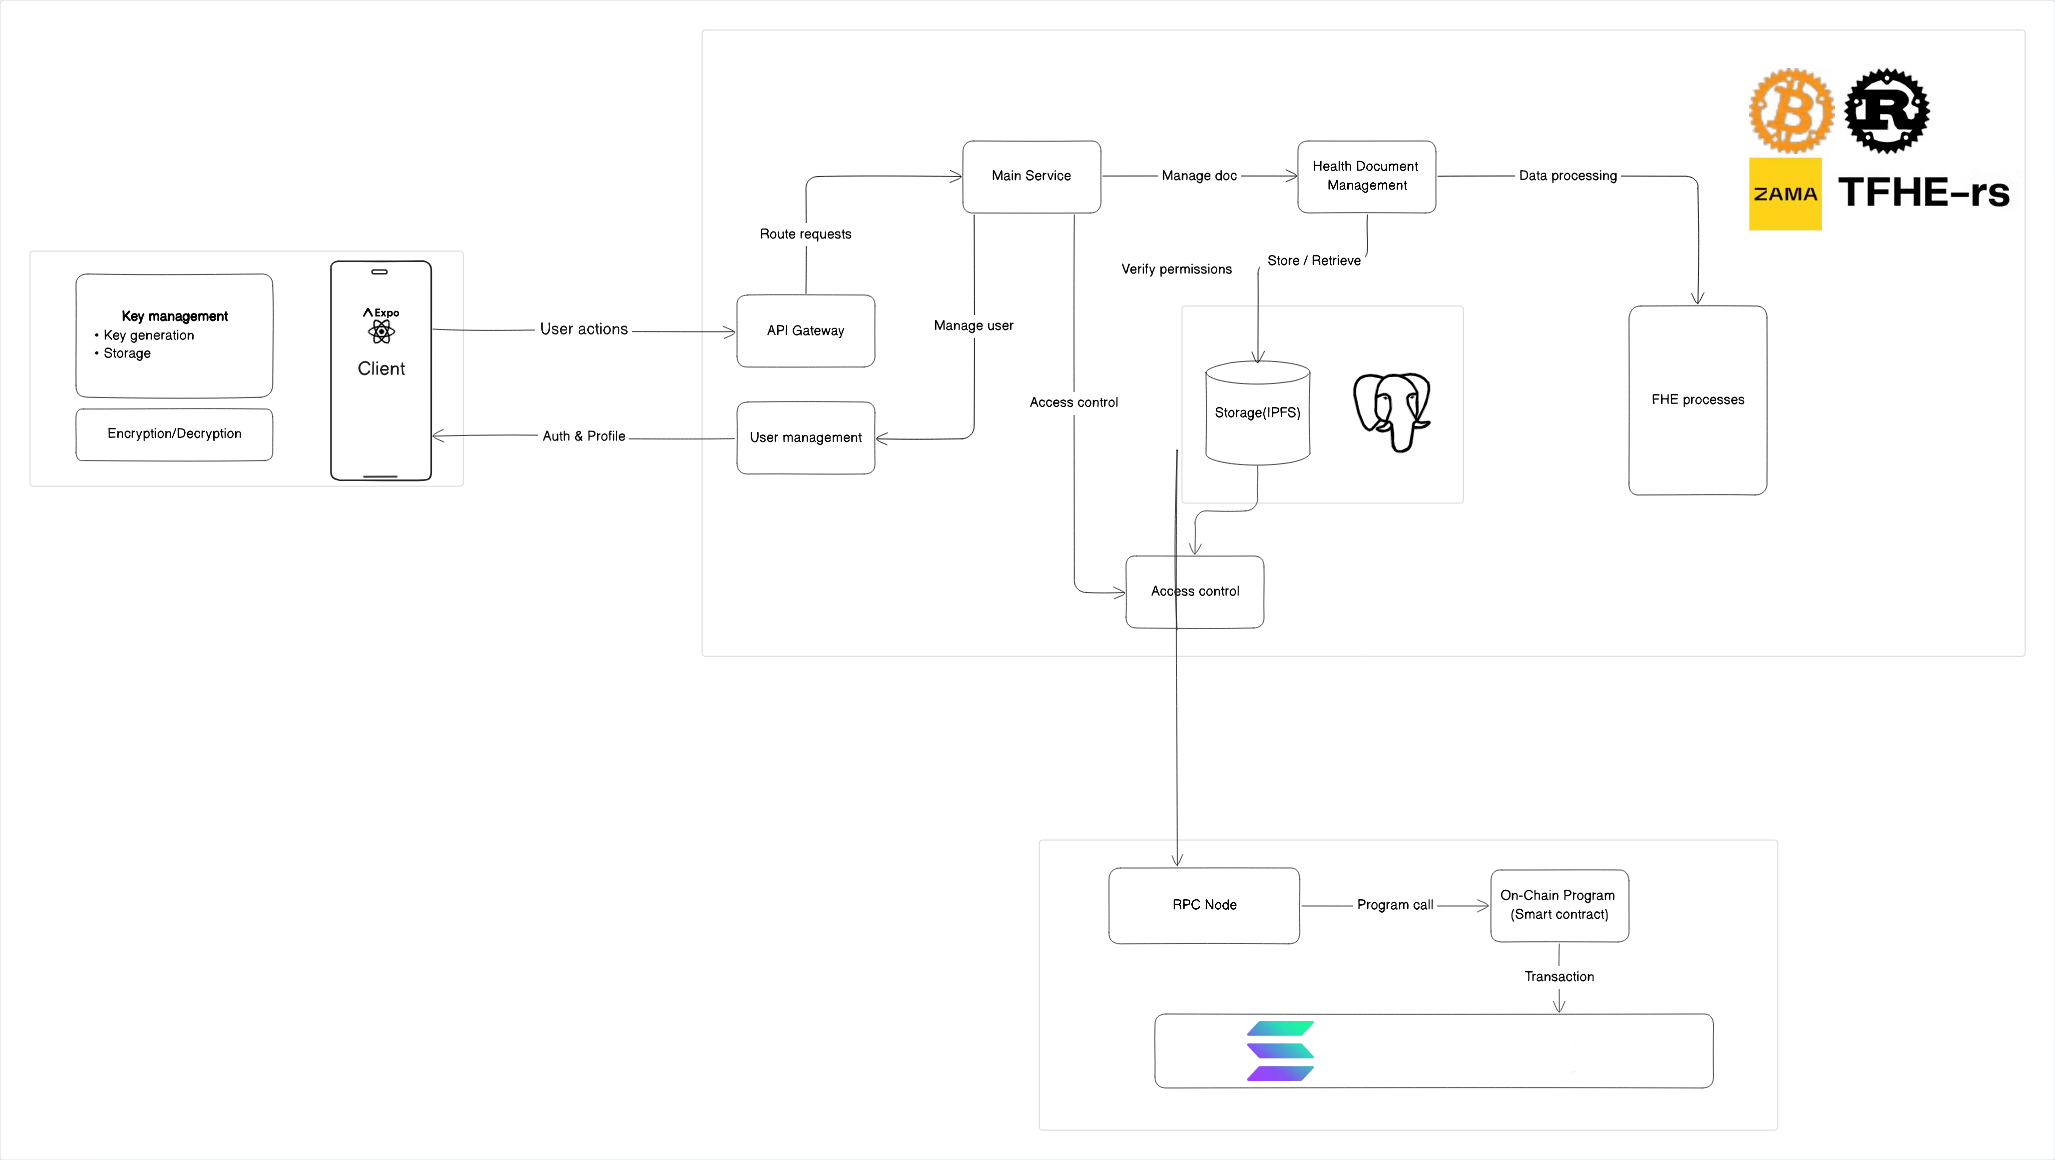 ZAMA
TFHE-rs
Main Service
Manage doc
Health Document
Management
Data processing
Route requests
Verify permissions
Store / Retrieve
Key management
• Key generation
• Storage
Encryption/Decryption
Expo
Client
User actions
API Gateway
Manage user
Auth & Profile
User management
Access control
Storage(IPFS)
FHE processes
Access control
RPC Node
Program call
On-Chain Program
(Smart contract)
Transaction